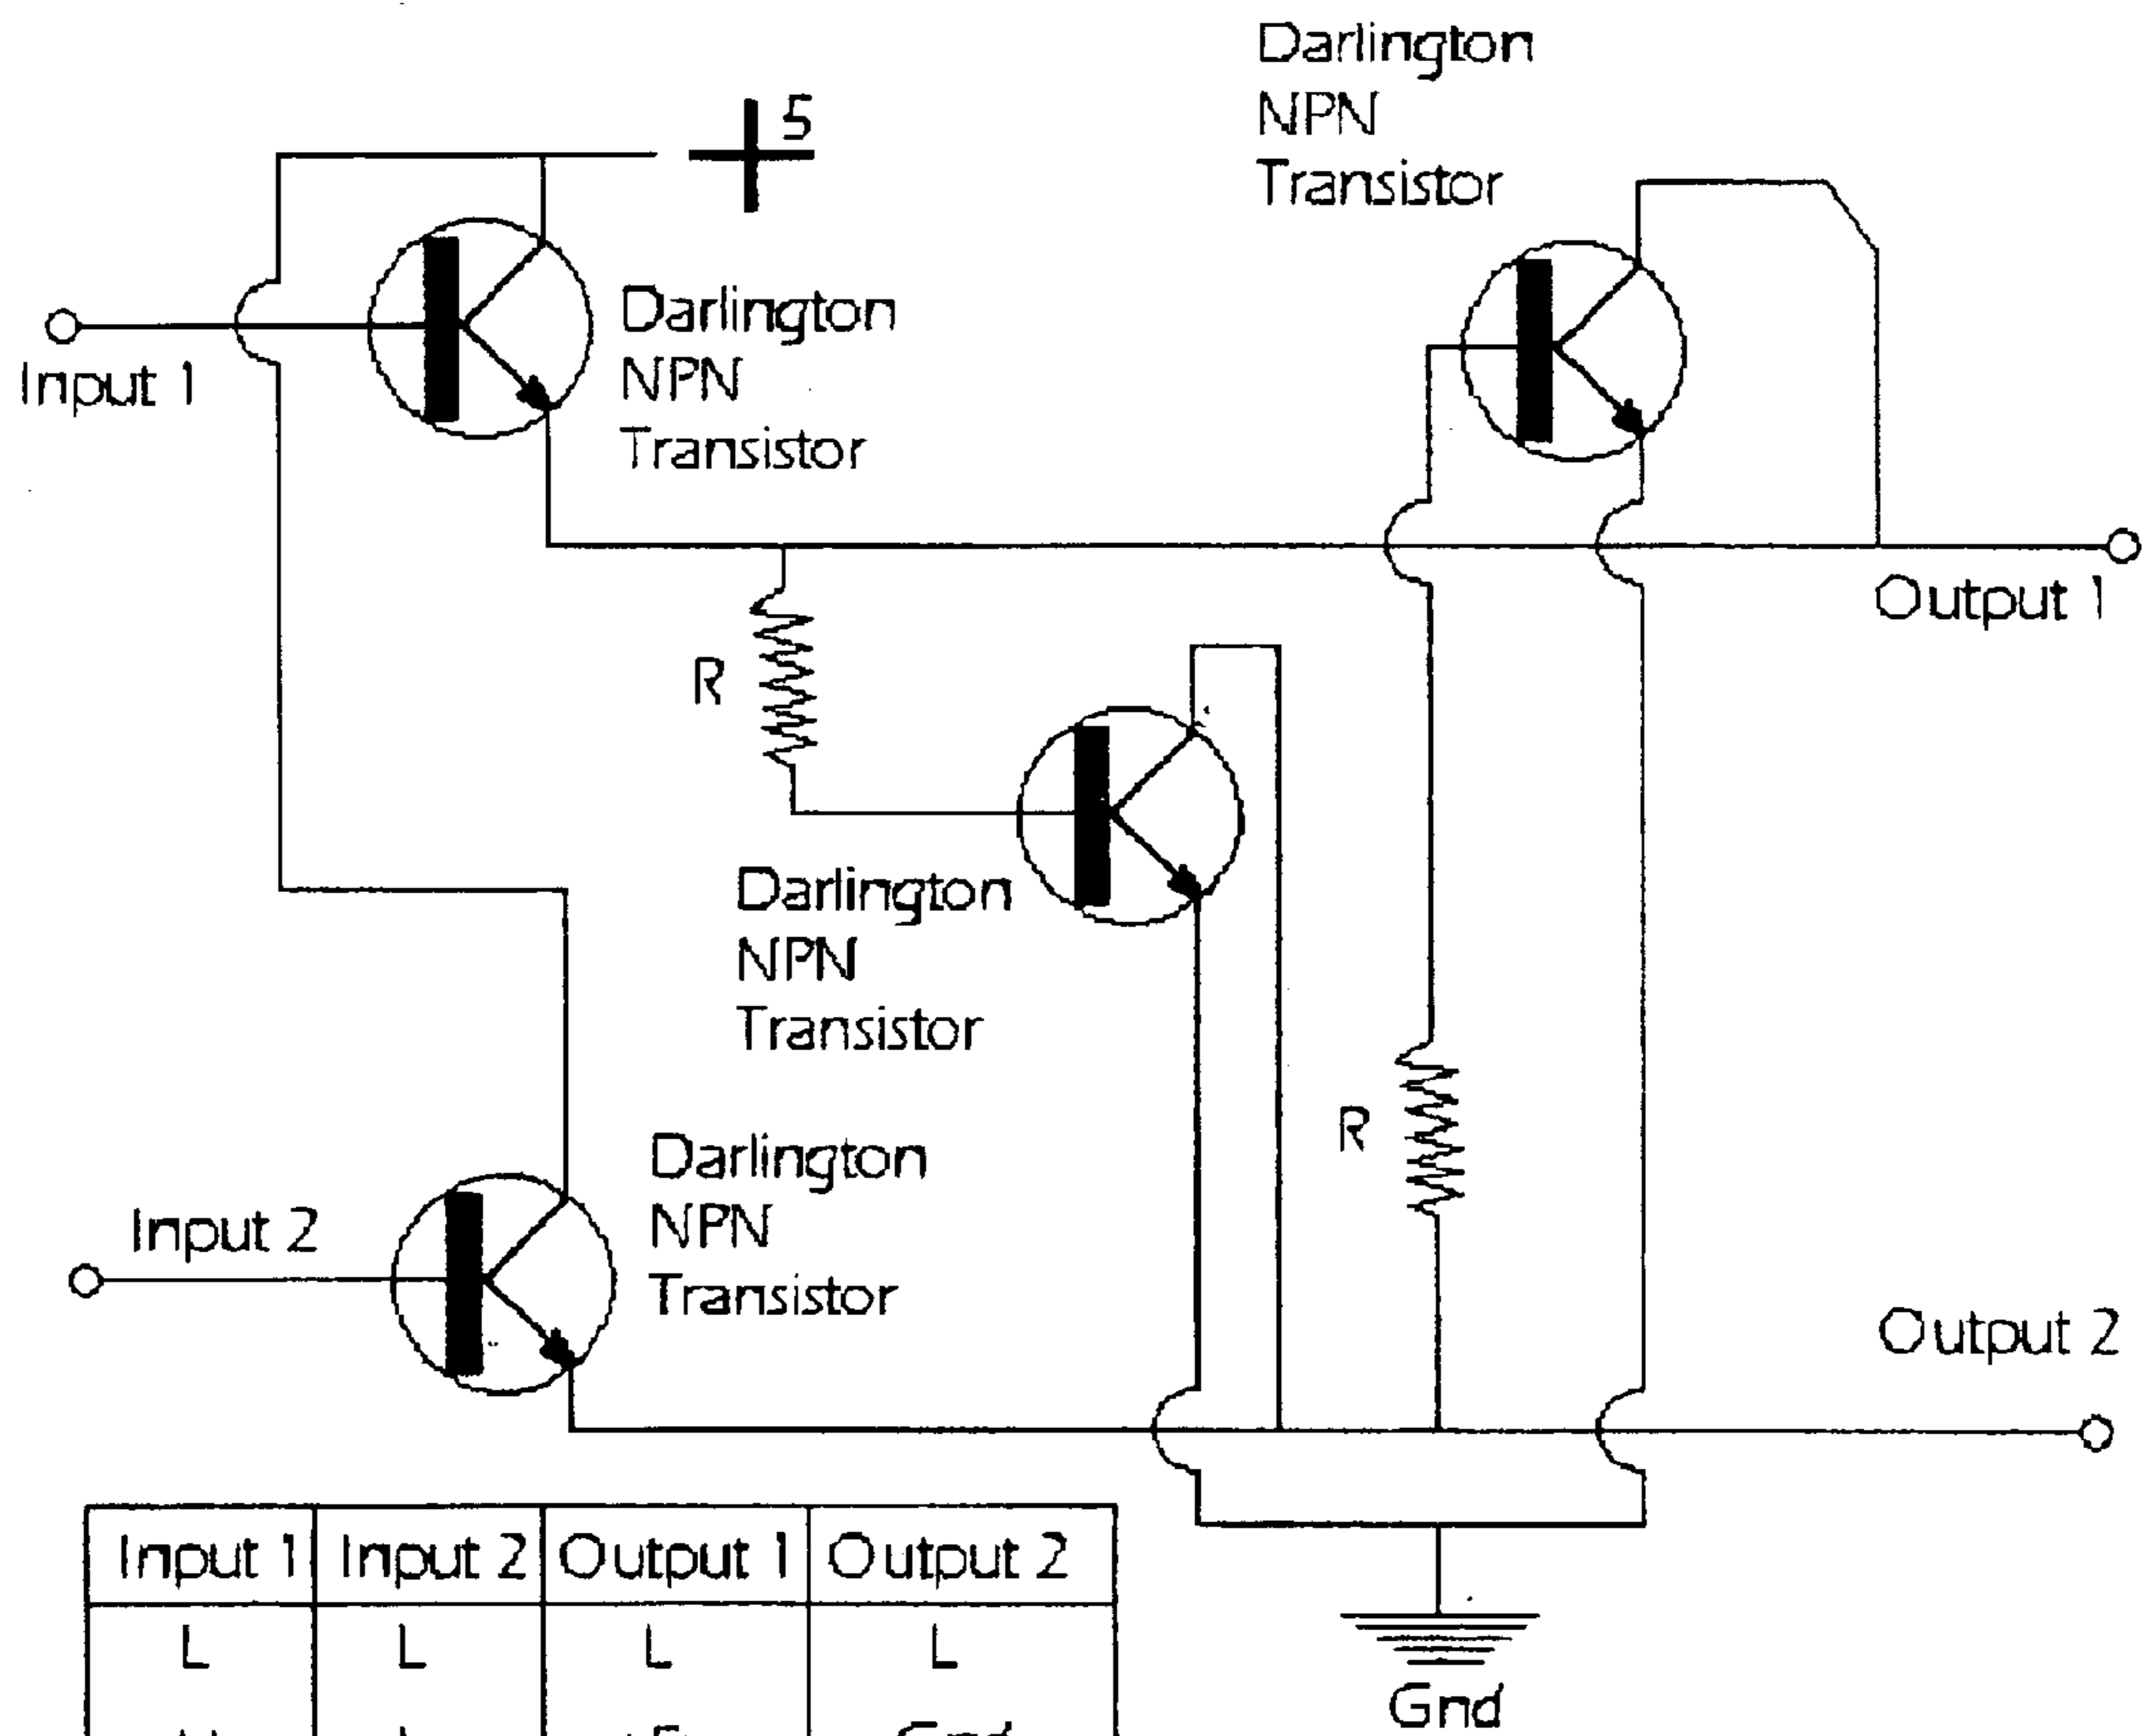 Darlington
NPN
Transistor
5
Darlington
NPN
Transistor
Input 1
Output 1
R
Darlington
NPN
Transistor
R
Darlington
NPN
Transistor
Input 2
Output 2
Input 1 Input 2 Output 1 Output 2
L L L L
Gnd